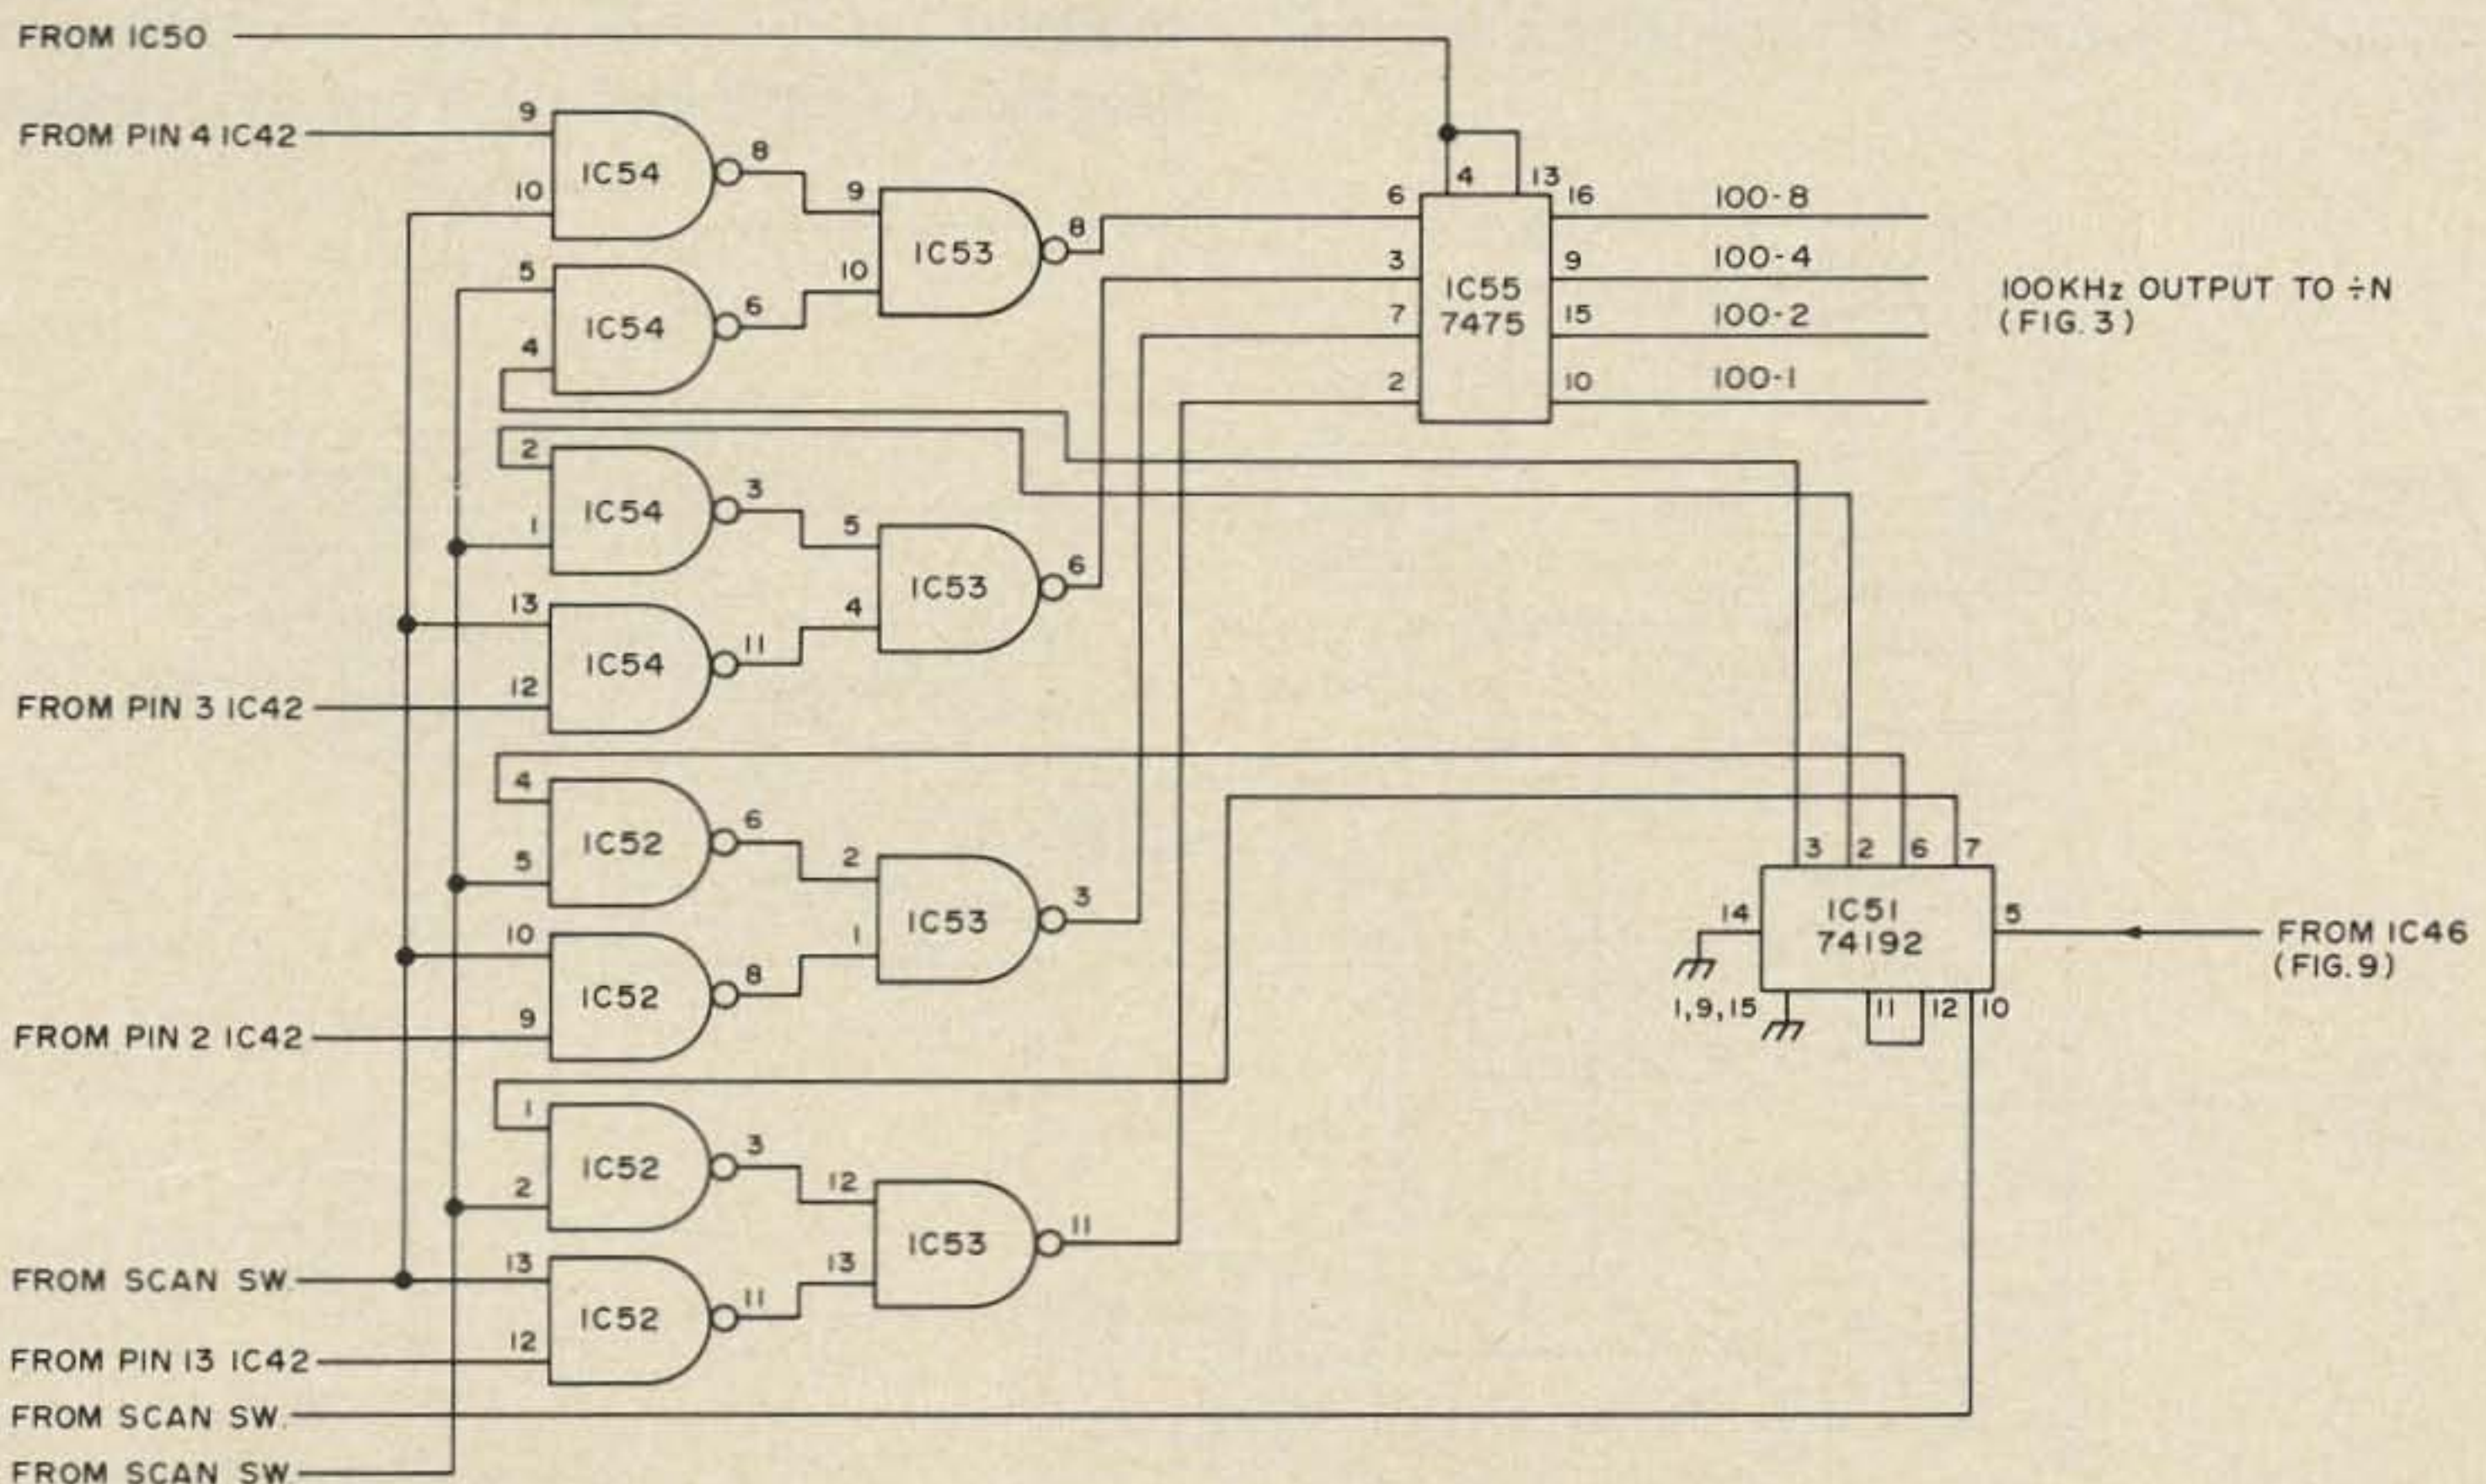 FROM IC50
FROM PIN 4 IC42
9
10
IC54
8
5
4
IC54
6
9
10
IC53
8
6
3
7
2
4
13
IC55
7475
16
9
15
10
100-8
100-4
100-2
100-1
100KHz OUTPUT TO ÷N
(FIG. 3)
2
1
IC54
3
13
12
IC54
11
5
4
IC53
6
FROM PIN 3 IC42
4
5
IC52
6
10
9
IC52
8
2
1
IC53
3
FROM PIN 2 IC42
3
2
6
7
14
IC51
74192
5
FROM IC46
(FIG. 9)
1,9,15
11
12
10
1
2
IC52
3
13
12
IC52
11
12
13
IC53
11
FROM SCAN SW.
FROM PIN 13 IC42
FROM SCAN SW.
FROM SCAN SW.